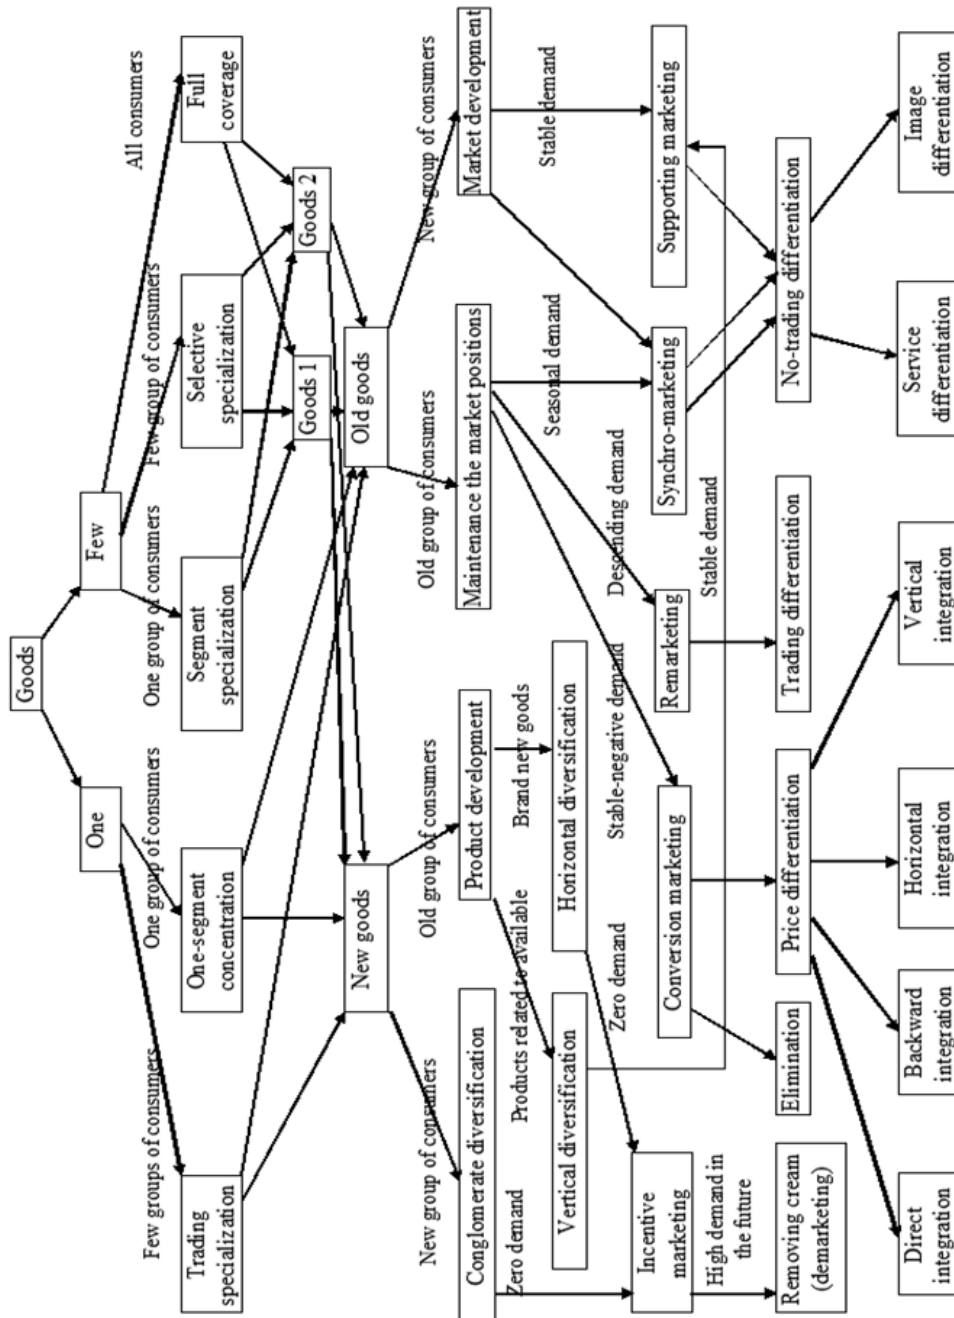 Goods
One
Few
Few groups of consumers
One group of consumers
One group of consumers
Few group of consumers
All consumers
Trading
specialization
One-segment
concentration
Segment
specialization
Selective
specialization
Full
coverage
Goods 1
Goods 2
New goods
Old goods
New group of consumers
Old group of consumers
Old group of consumers
New group of consumers
Conglomerate diversification
Product development
Maintenance the market positions
Market development
Zero demand
Products related to available
Brand new goods
Seasonal demand
Stable demand
Vertical diversification
Horizontal diversification
Zero demand
Stable-negative demand
Descending demand
Incentive
marketing
Conversion marketing
Remarketing
Synchro-marketing
Supporting marketing
High demand in
the future
Stable demand
Removing cream
(demarketing)
Elimination
Price differentiation
Trading differentiation
No-trading differentiation
Direct
integration
Backward
integration
Horizontal
integration
Vertical
integration
Service
differentiation
Image
differentiation